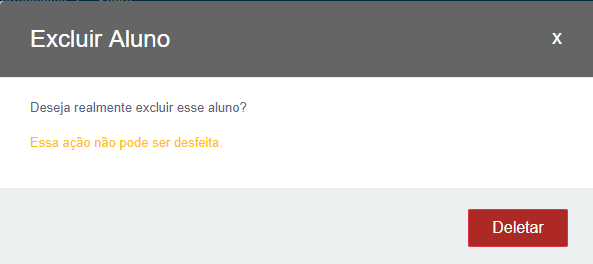 Excluir Aluno
X
Deseja realmente excluir esse aluno?
Essa ação não pode ser desfeita.
Deletar